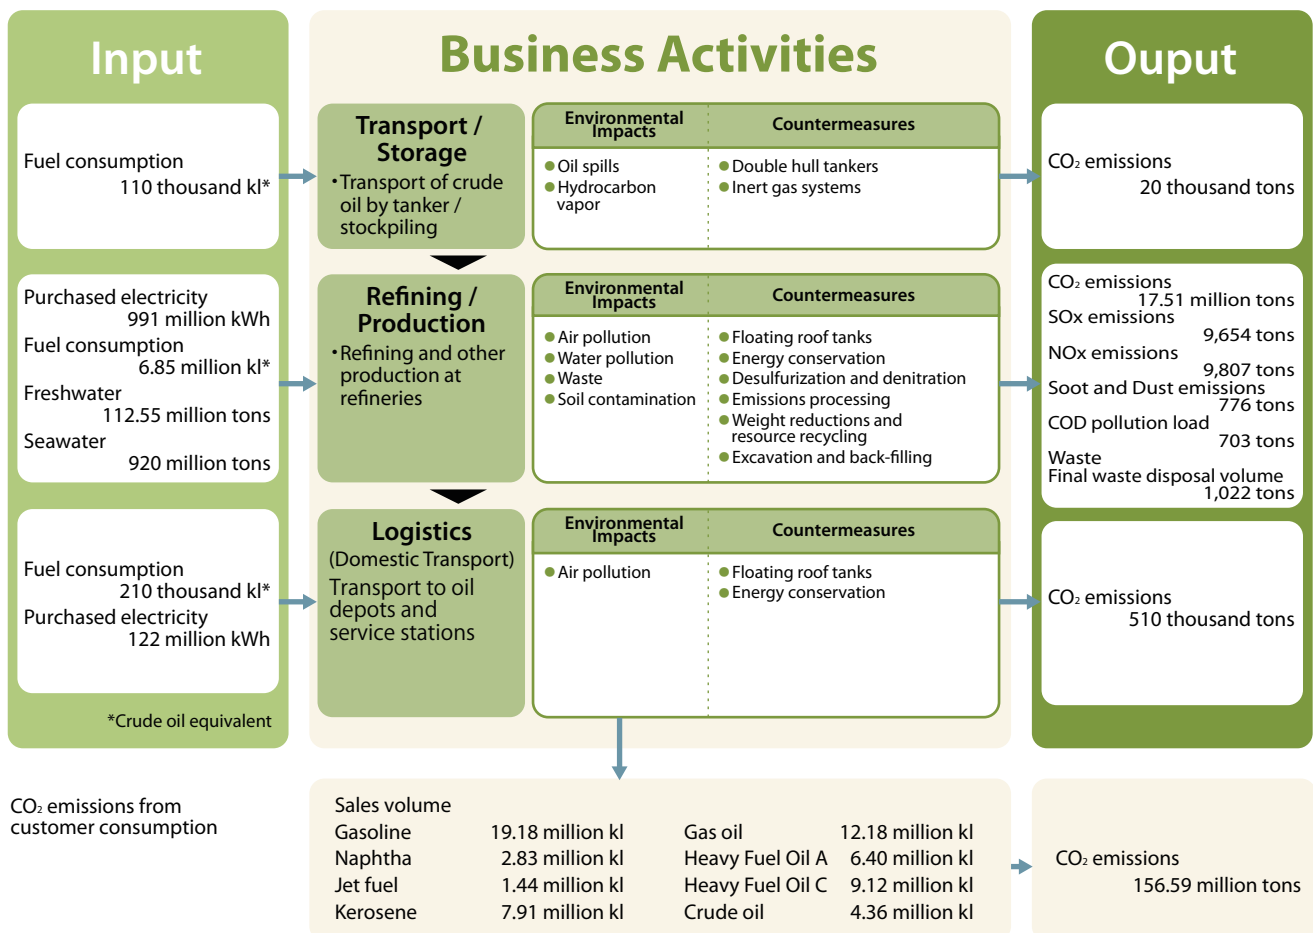 Input
Business Activities
Ouput
Fuel consumption
110 thousand kl*
Transport /
Storage
・Transport of crude
oil by tanker /
stockpiling
Environmental
Impacts
Countermeasures
● Oil spills
● Hydrocarbon
vapor
● Double hull tankers
● Inert gas systems
CO₂ emissions
20 thousand tons
Purchased electricity
991 million kWh
Fuel consumption
6.85 million kl*
Freshwater
112.55 million tons
Seawater
920 million tons
Refining /
Production
・Refining and other
production at
refineries
Environmental
Impacts
Countermeasures
● Air pollution
● Water pollution
● Waste
● Soil contamination
● Floating roof tanks
● Energy conservation
● Desulfurization and denitration
● Emissions processing
● Weight reductions and
resource recycling
● Excavation and back-filling
CO₂ emissions
17.51 million tons
SOx emissions
9,654 tons
NOx emissions
9,807 tons
Soot and Dust emissions
776 tons
COD pollution load
703 tons
Waste
Final waste disposal volume
1,022 tons
Fuel consumption
210 thousand kl*
Purchased electricity
122 million kWh
*Crude oil equivalent
Logistics
(Domestic Transport)
Transport to oil
depots and
service stations
Environmental
Impacts
Countermeasures
● Air pollution
● Floating roof tanks
● Energy conservation
CO₂ emissions
510 thousand tons
CO₂ emissions from
customer consumption
Sales volume
Gasoline 19.18 million kl Gas oil 12.18 million kl
Naphtha 2.83 million kl Heavy Fuel Oil A 6.40 million kl
Jet fuel 1.44 million kl Heavy Fuel Oil C 9.12 million kl
Kerosene 7.91 million kl Crude oil 4.36 million kl
CO₂ emissions
156.59 million tons